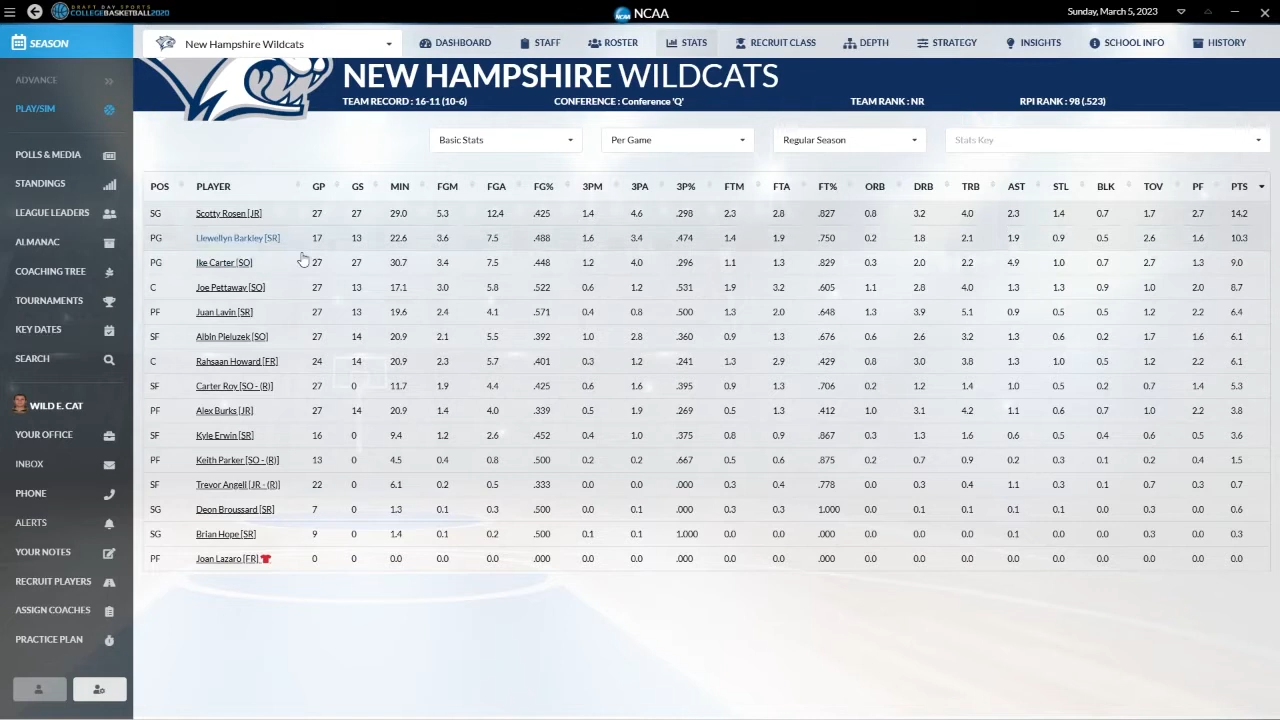 DRAFT DAY SPORTS
COLLEGEBASKETBALL2020
NCAA
Sunday, March 5, 2023
SEASON
New Hampshire Wildcats
DASHBOARD STAFF ROSTER STATS RECRUIT CLASS DEPTH STRATEGY INSIGHTS SCHOOL INFO HISTORY
NEW HAMPSHIRE WILDCATS
TEAM RECORD : 16-11 (10-6) CONFERENCE : Conference 'Q' TEAM RANK : NR RPI RANK : 98 (.523)
ADVANCE
PLAY/SIM
POLLS & MEDIA
STANDINGS
LEAGUE LEADERS
ALMANAC
COACHING TREE
TOURNAMENTS
KEY DATES
SEARCH
WILD E. CAT
YOUR OFFICE
INBOX
PHONE
ALERTS
YOUR NOTES
RECRUIT PLAYERS
ASSIGN COACHES
PRACTICE PLAN
Basic Stats Per Game Regular Season Stats Key
POS PLAYER GP GS MIN FGM FGA FG% 3PM 3PA 3P% FTM FTA FT% ORB DRB TRB AST STL BLK TOV PF PTS
SG Scotty Rosen [JR] 27 27 29.0 5.3 12.4 .425 1.4 4.6 .298 2.3 2.8 .827 0.8 3.2 4.0 2.3 1.4 0.7 1.7 2.7 14.2
PG Llewellyn Barkley [SR] 17 13 22.6 3.6 7.5 .488 1.6 3.4 .474 1.4 1.9 .750 0.2 1.8 2.1 1.9 0.9 0.5 2.6 1.6 10.3
PG Ike Carter [SO] 27 27 30.7 3.4 7.5 .448 1.2 4.0 .296 1.1 1.3 .829 0.3 2.0 2.2 4.9 1.0 0.7 2.7 1.3 9.0
C Joe Pettaway [SO] 27 13 17.1 3.0 5.8 .522 0.6 1.2 .531 1.9 3.2 .605 1.1 2.8 4.0 1.3 0.7 0.9 1.0 2.0 8.7
PF Juan Lavin [SR] 27 13 19.6 2.4 4.1 .571 0.4 0.8 .500 1.3 2.0 .648 1.3 3.9 5.1 0.9 0.5 0.5 1.2 2.2 6.4
SF Albin Pieluzek [SO] 27 14 20.9 2.1 5.5 .392 1.0 2.8 .360 0.9 1.3 .676 0.6 2.6 3.2 1.3 0.6 0.2 1.7 1.6 6.1
C Rahsaan Howard [FR] 24 14 20.9 2.3 5.7 .401 0.3 1.2 .241 1.3 2.9 .429 0.8 3.0 3.8 1.3 1.0 0.5 1.2 2.2 6.1
SF Carter Roy [SO - (R)] 27 0 11.7 1.9 4.4 .425 0.6 1.6 .395 0.9 1.3 .706 0.2 1.2 1.4 1.0 0.5 0.2 0.7 1.4 5.3
PF Alex Burks [JR] 27 14 20.9 1.4 4.0 .339 0.5 1.9 .269 0.5 1.3 .412 1.0 3.1 4.2 1.1 0.6 0.7 1.0 2.2 3.8
SF Kyle Erwin [SR] 16 0 9.4 1.2 2.6 .452 0.4 1.0 .375 0.8 0.9 .867 0.3 1.3 1.6 0.6 0.5 0.4 0.6 0.5 3.6
PF Keith Parker [SO - (R)] 13 0 4.5 0.4 0.8 .500 0.2 0.2 .667 0.5 0.6 .875 0.2 0.7 0.9 0.2 0.3 0.1 0.2 0.4 1.5
SF Trevor Angell [JR - (R)] 22 0 6.1 0.2 0.5 .333 0.0 0.0 .000 0.3 0.4 .778 0.2 0.8 1.0 1.1 0.3 0.1 0.7 0.3 0.7
SG Deon Broussard [SR] 7 0 1.3 0.1 0.3 .500 0.0 0.1 .000 0.3 0.3 1.000 0.0 0.1 0.1 0.1 0.1 0.0 0.3 0.0 0.6
SG Brian Hope [SR] 9 0 1.4 0.1 0.2 .500 0.1 0.1 1.000 0.0 0.0 .000 0.0 0.0 0.0 0.1 0.0 0.0 0.3 0.0 0.3
PF Joan Lazaro [FR] 0 0 0.0 0.0 0.0 .000 0.0 0.0 .000 0.0 0.0 .000 0.0 0.0 0.0 0.0 0.0 0.0 0.0 0.0 0.0